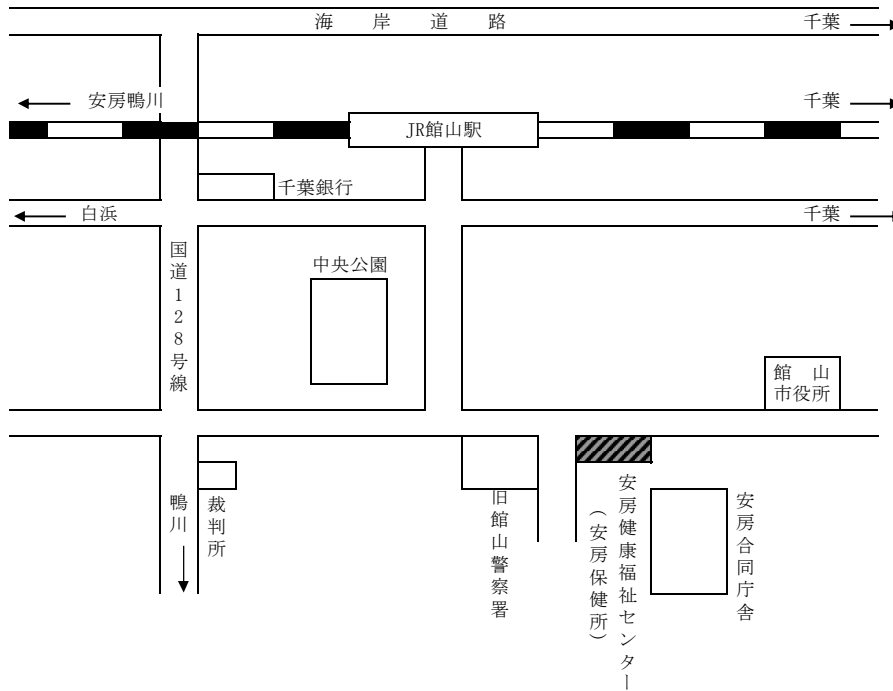 海岸道路
千葉
安房鴨川
千葉
JR館山駅
千葉銀行
白浜
千葉
国道128号線
中央公園
館山
市役所
鴨川
裁判所
旧館山警察署
安房健康福祉センター
(安房保健所)
安房合同庁舎